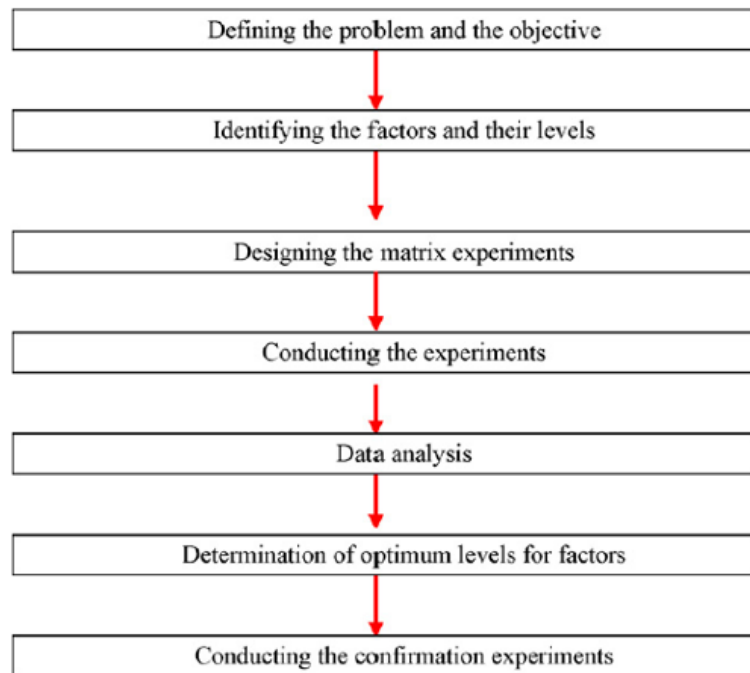 Defining the problem and the objective
Identifying the factors and their levels
Designing the matrix experiments
Conducting the experiments
Data analysis
Determination of optimum levels for factors
Conducting the confirmation experiments